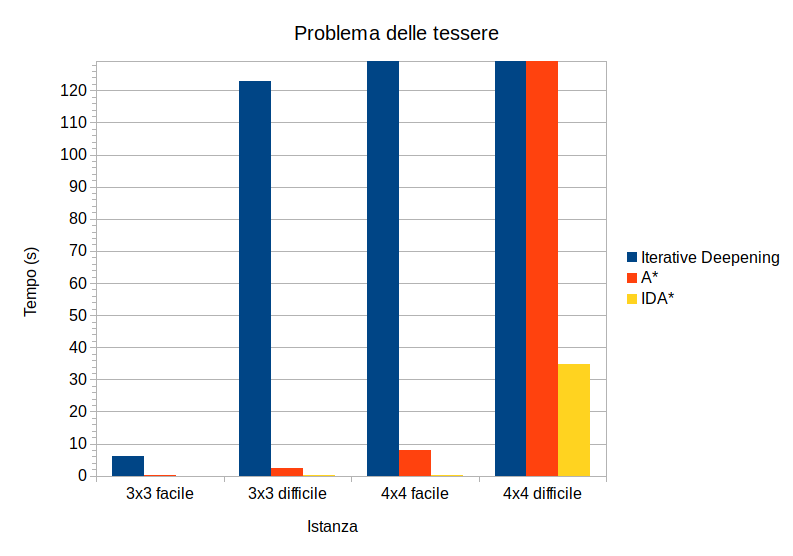 Problema delle tessere
120
110
100
90
80
70
60
50
40
30
20
10
0
Tempo (s)
3x3 facile
3x3 difficile
4x4 facile
4x4 difficile
Istanza
Iterative Deepening
A*
IDA*